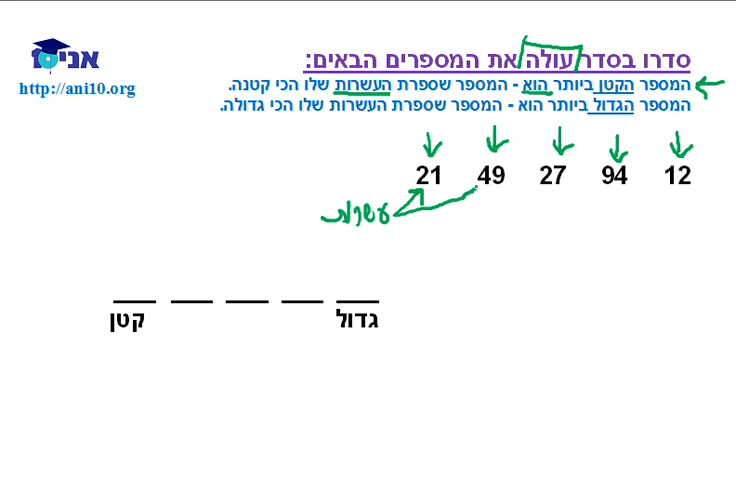 אני10
http://ani10.org
סדרו בסדר עולה את המספרים הבאים:
המספר הקטן ביותר הוא - המספר שספרת העשרות שלו הכי קטנה.
המספר הגדול ביותר הוא - המספר שספרת העשרות שלו הכי גדולה.
21 49 27 94 12
עשרות
קטן גדול